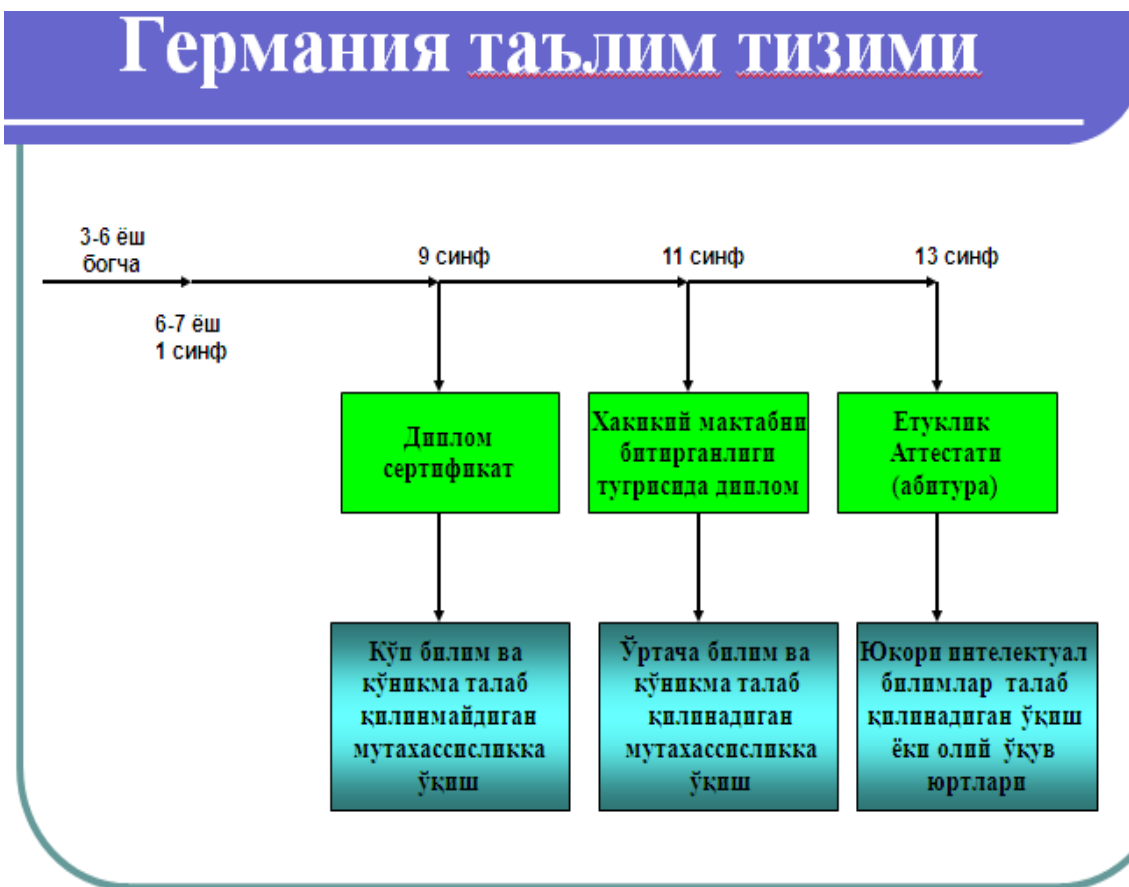 Германия таълим тизими
3-6 ёш
богча
6-7 ёш
1 синф
9 синф
11 синф
13 синф
Диплом
сертификат
Хакикий мактабни
битирганлиги
тугрисида диплом
Етуклик
Аттестати
(абитура)
Кўп билим ва
кўникма талаб
қилинмайдиган
мутахассисликка
ўқиш
Ўртача билим ва
кўникма талаб
қилинадиган
мутахассисликка
ўқиш
Юкори интелектуал
билимлар талаб
қилинадиган ўқиш
ёки олий ўқув
юртлари